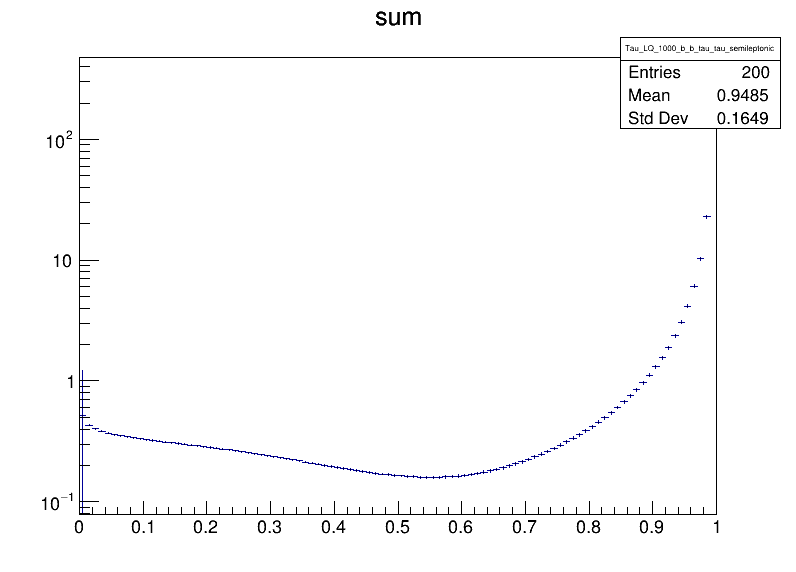 sum
Tau_LQ_1000_b_b_tau_tau_semileptonic
Entries 200
Mean 0.9485
Std Dev 0.1649
10²
10
1
10⁻¹
0 0.1 0.2 0.3 0.4 0.5 0.6 0.7 0.8 0.9 1